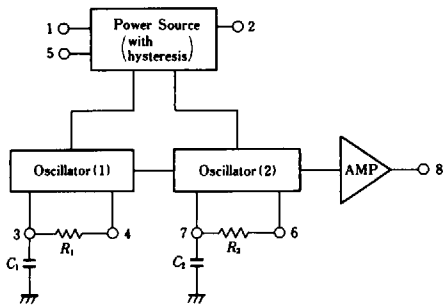 Power Source
1
2
(with
hysteresis)
5
Oscillator(1)
Oscillator(2)
AMP
8
3
R₁
4
7
R₂
6
C₁
C₂